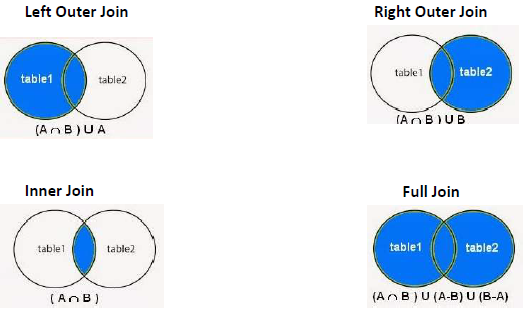 Left Outer Join
Right Outer Join
table1 table2
table1 table2
(A ∩ B ) U A
(A ∩ B ) U B
Inner Join
Full Join
table1 table2
table1 table2
( A ∩ B )
(A ∩ B ) U (A-B) U (B-A)